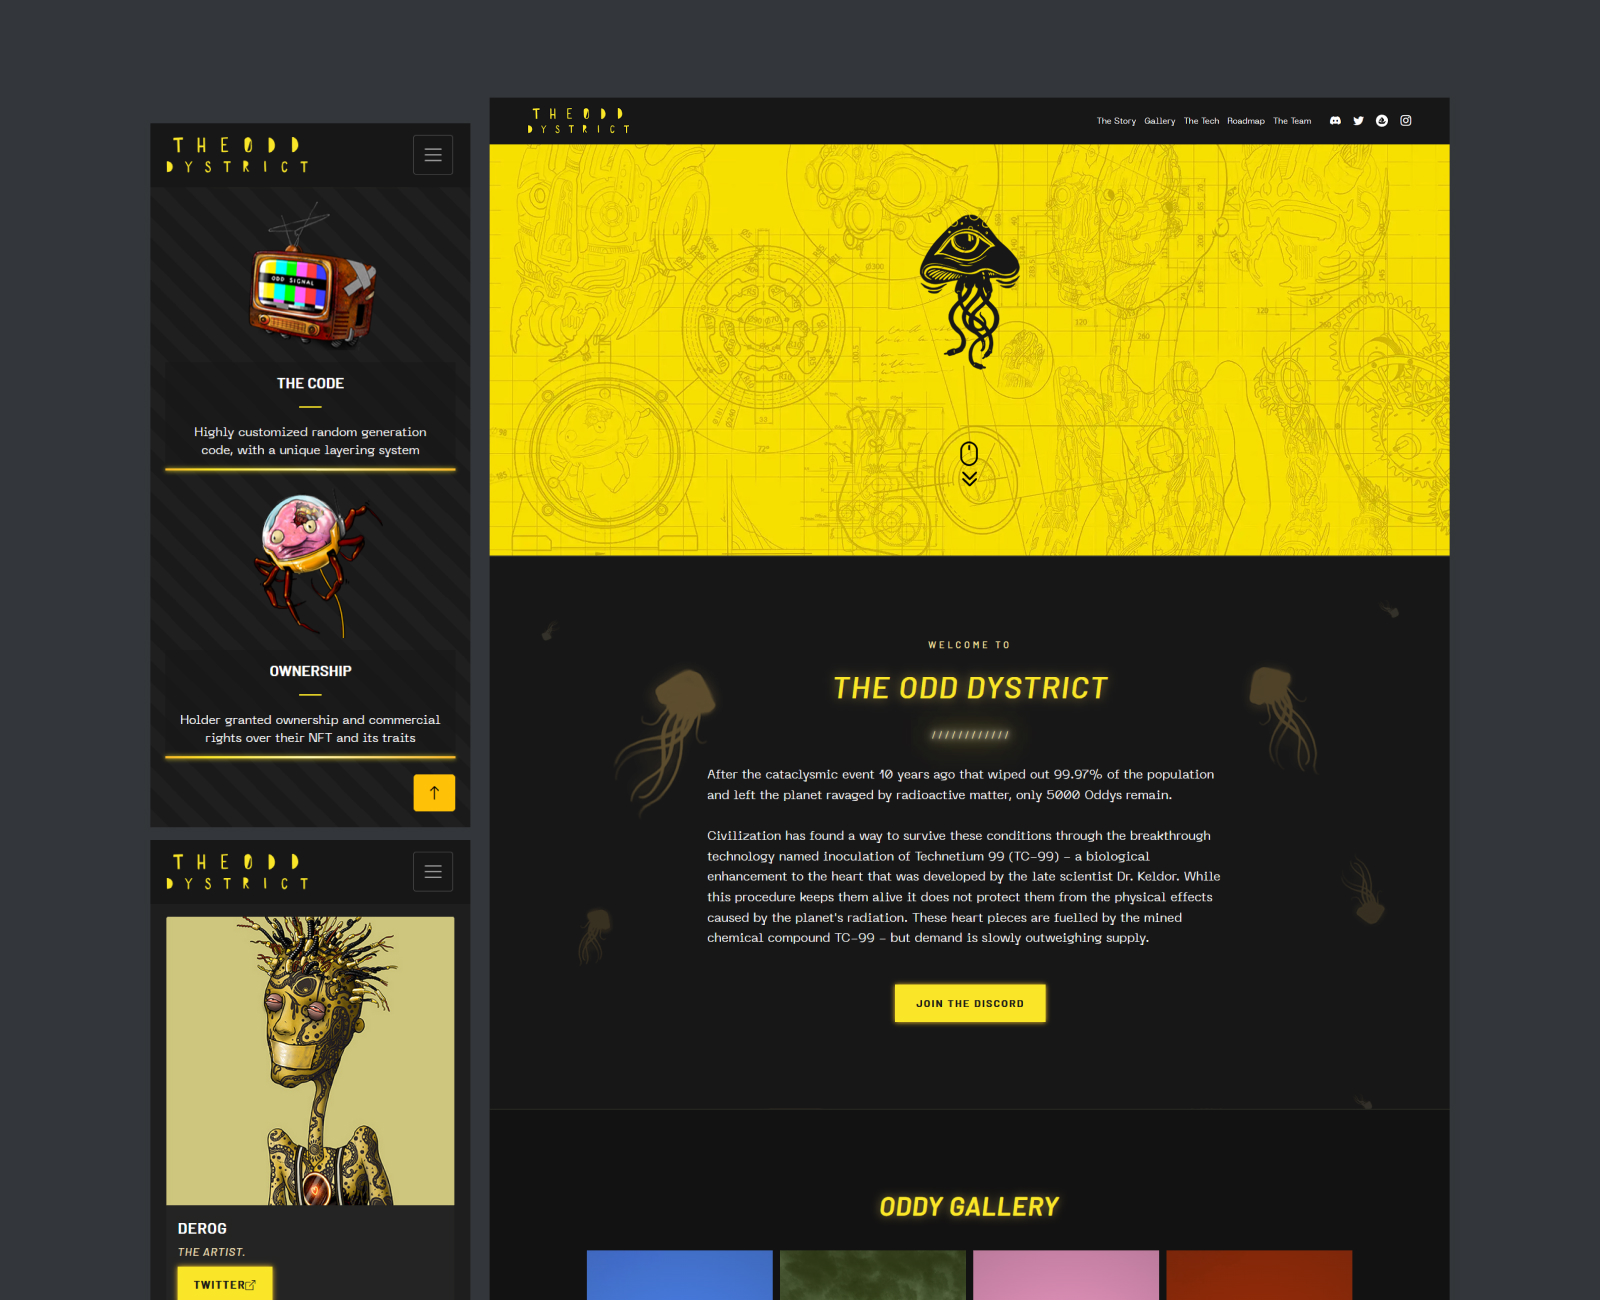 THE ODD
DYSTRICT
ODD SIGNAL
THE CODE
Highly customized random generation
code, with a unique layering system
OWNERSHIP
Holder granted ownership and commercial
rights over their NFT and its traits
THE ODD
DYSTRICT
DEROG
THE ARTIST.
TWITTER
THE ODD
DYSTRICT
The Story Gallery The Tech Roadmap The Team
WELCOME TO
THE ODD DYSTRICT
////////////
After the cataclysmic event 10 years ago that wiped out 99.97% of the population
and left the planet ravaged by radioactive matter, only 5000 Oddys remain.
Civilization has found a way to survive these conditions through the breakthrough
technology named inoculation of Technetium 99 (TC-99) - a biological
enhancement to the heart that was developed by the late scientist Dr. Keldor. While
this procedure keeps them alive it does not protect them from the physical effects
caused by the planet's radiation. These heart pieces are fuelled by the mined
chemical compound TC-99 - but demand is slowly outweighing supply.
JOIN THE DISCORD
ODDY GALLERY